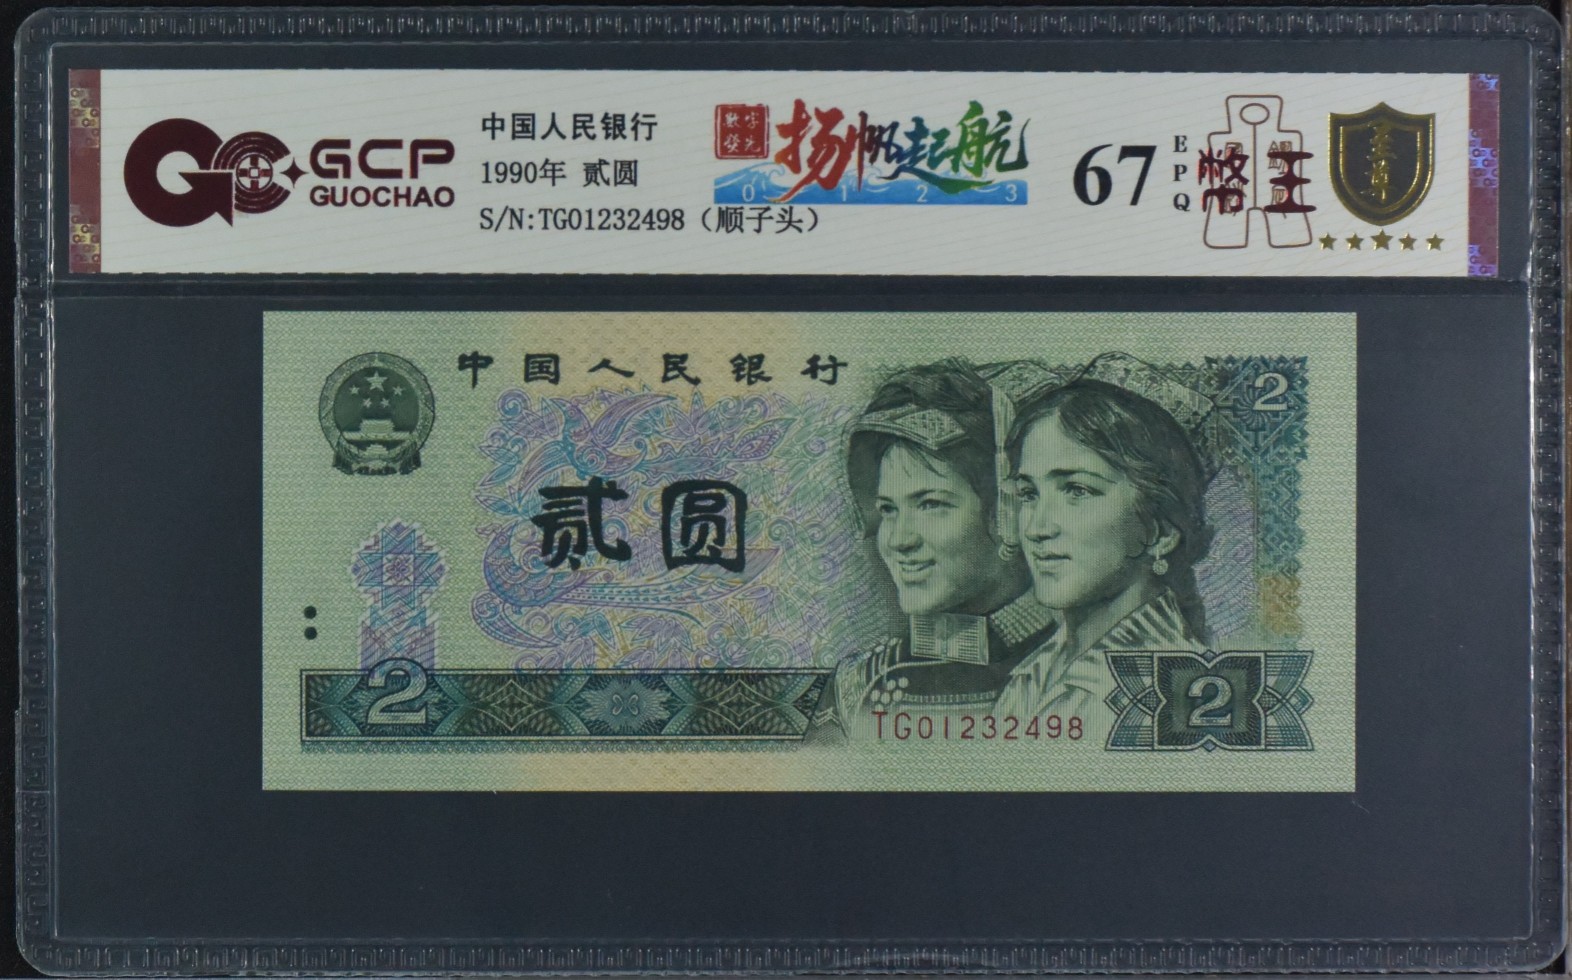 GCP
GUOCHAO
中国人民银行
1990年 贰圆
S/N:TG01232498（顺子头）
扬帆起航
0 1 2 3
67
EPQ
至尊
中国人民银行
2
贰圆
2
TG01232498
2